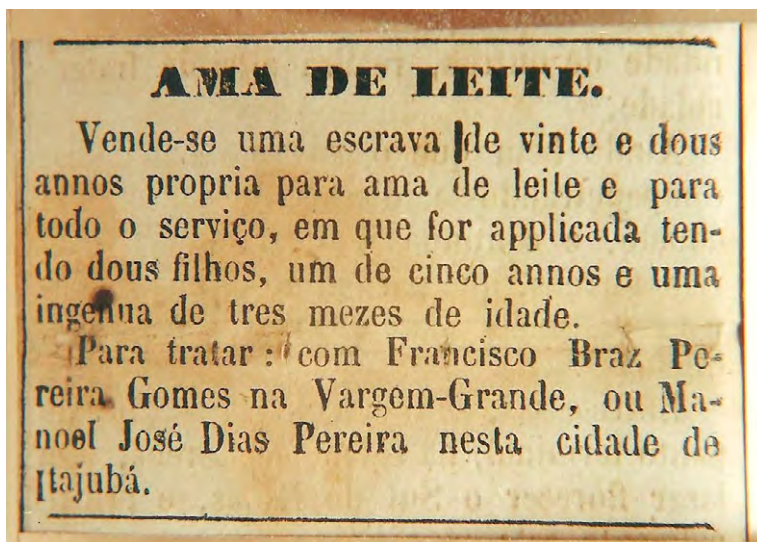 AMA DE LEITE.
Vende-se uma escrava de vinte e dous
annos propria para ama de leite e para
todo o serviço, em que for applicada ten-
do dous filhos, um de cinco annos e uma
ingenua de tres mezes de idade.
Para tratar: com Francisco Braz Pe-
reira Gomes na Vargem-Grande, ou Ma-
noel José Dias Pereira nesta cidade de
Itajubá.